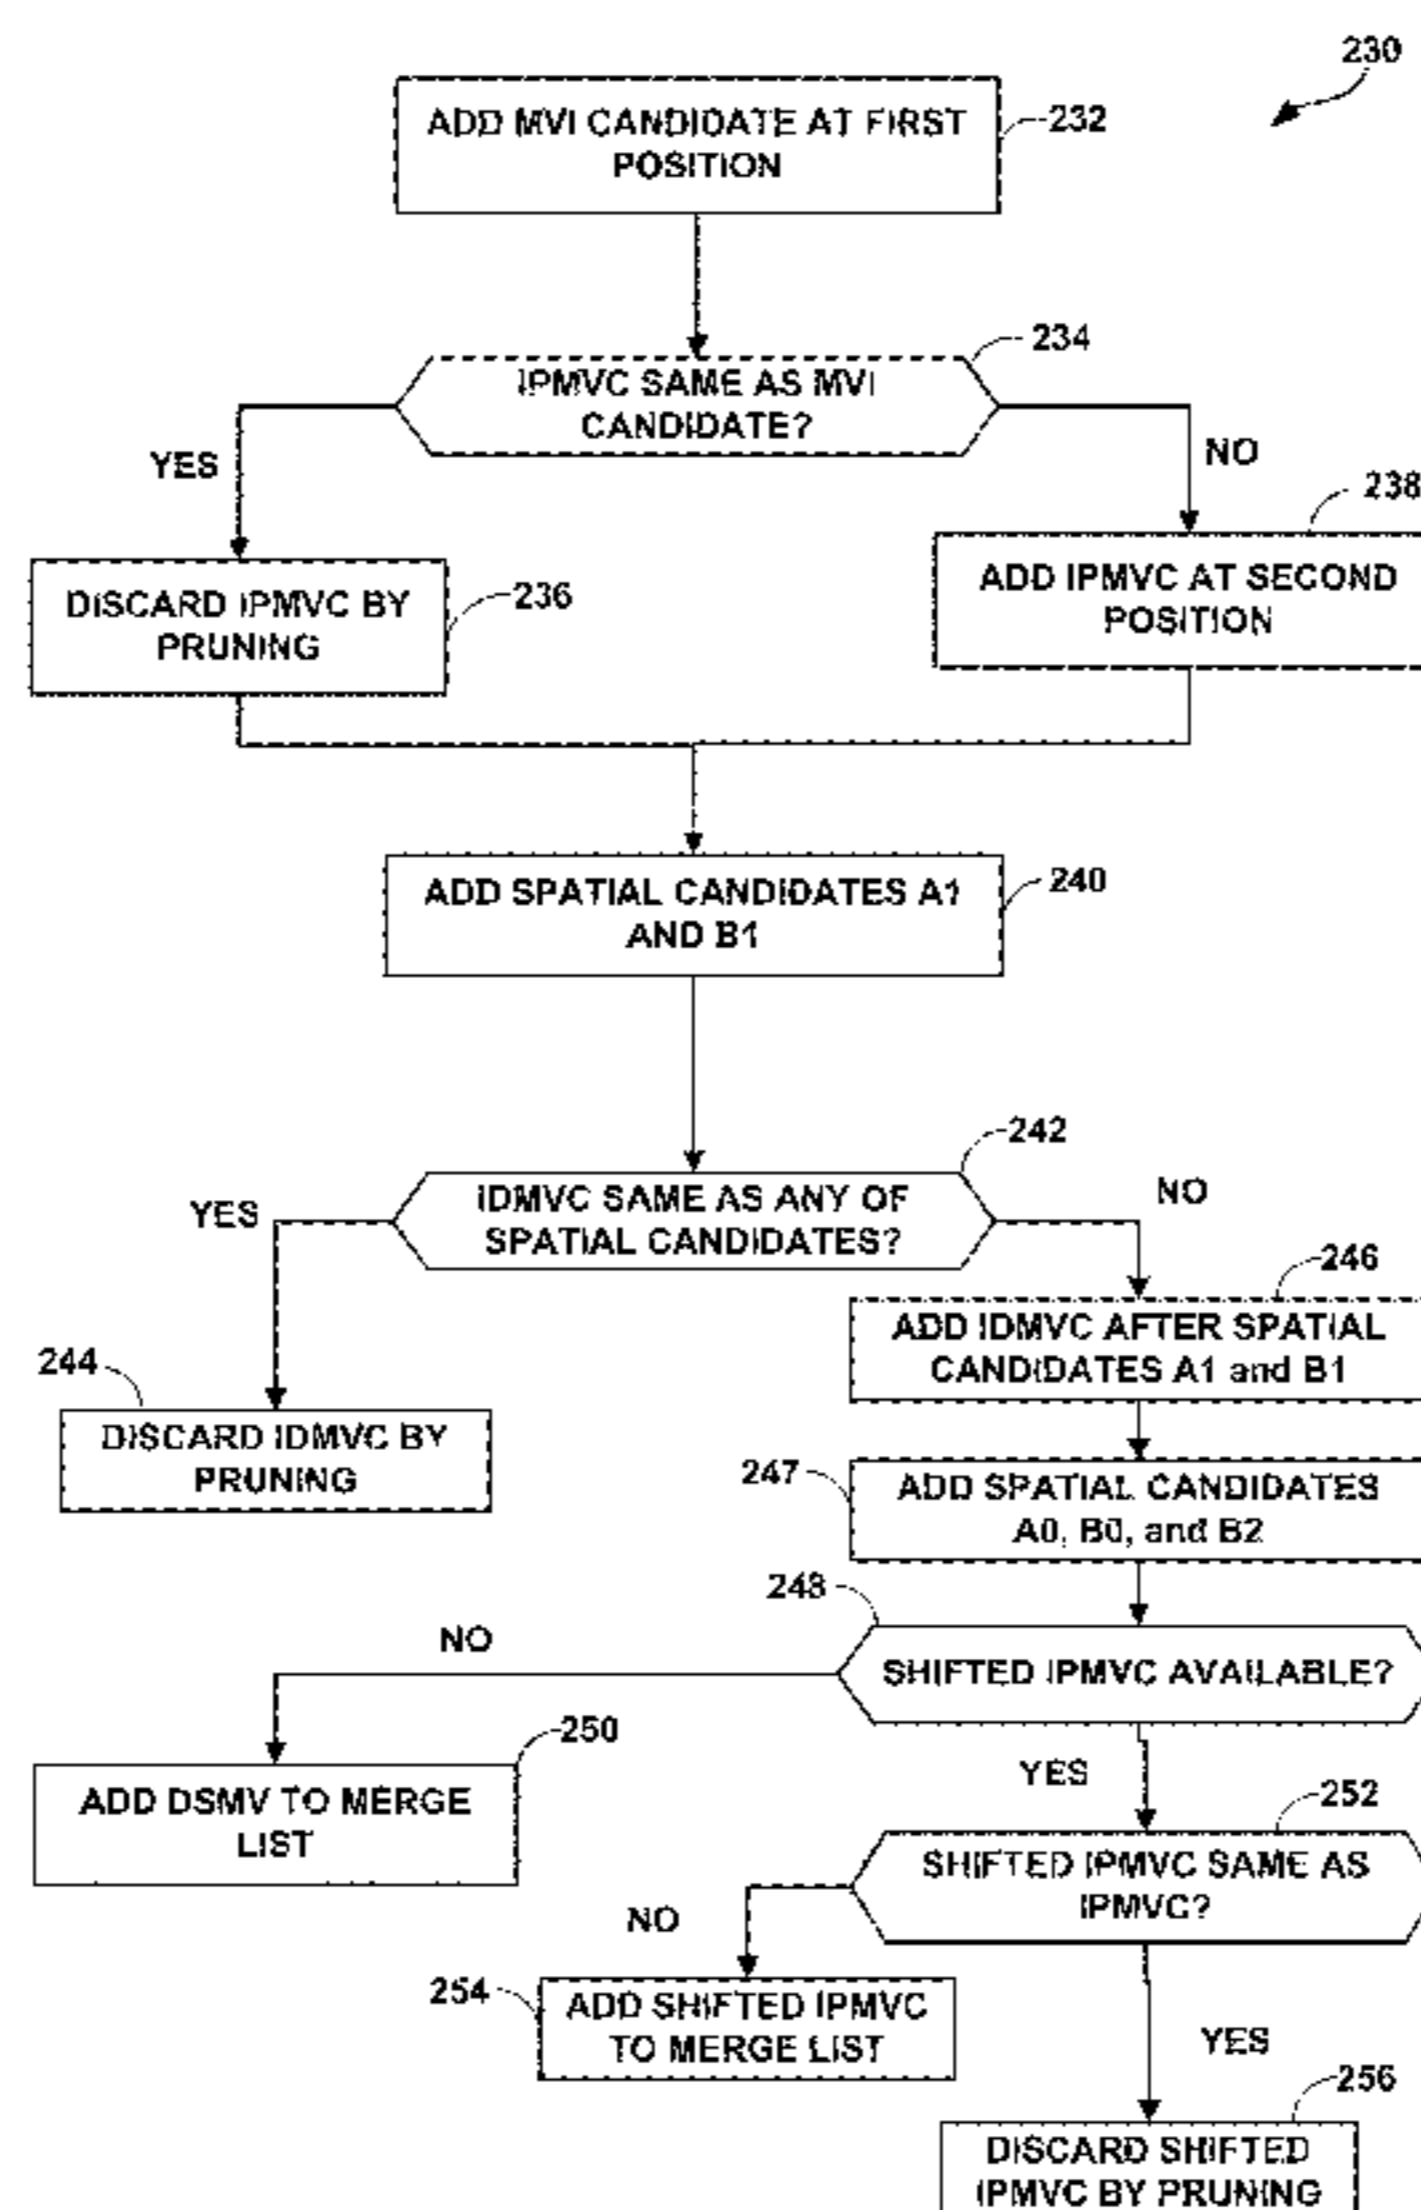 230
ADD MVI CANDIDATE AT FIRST
POSITION
232
234
IPMVC SAME AS MVI
CANDIDATE?
YES
NO
238
DISCARD IPMVC BY
PRUNING
236
ADD IPMVC AT SECOND
POSITION
ADD SPATIAL CANDIDATES A1
AND B1
240
242
IDMVC SAME AS ANY OF
SPATIAL CANDIDATES?
YES
NO
246
ADD IDMVC AFTER SPATIAL
CANDIDATES A1 and B1
244
DISCARD IDMVC BY
PRUNING
247
ADD SPATIAL CANDIDATES
A0, B0, and B2
248
NO
SHIFTED IPMVC AVAILABLE?
250
ADD DSMV TO MERGE
LIST
YES
252
SHIFTED IPMVC SAME AS
IPMVC?
NO
254
ADD SHIFTED IPMVC
TO MERGE LIST
YES
256
DISCARD SHIFTED
IPMVC BY PRUNING